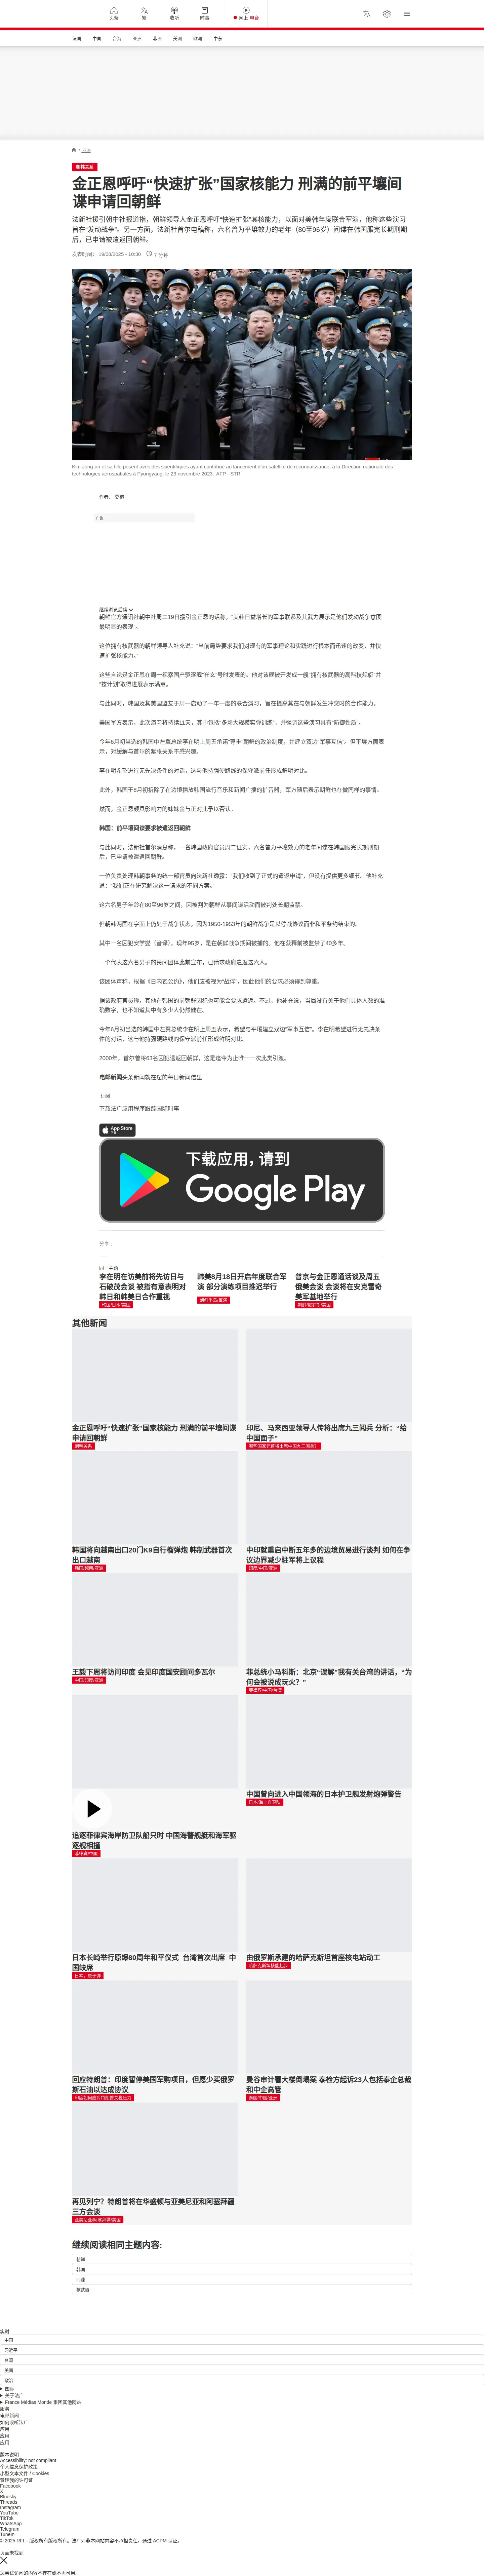 头条
繁
收听
时事
网上 电台
法国
中国
台海
亚洲
非洲
美洲
欧洲
中东
/ 亚洲
朝韩关系
金正恩呼吁“快速扩张”国家核能力 刑满的前平壤间谍申请回朝鲜
法新社援引朝中社报道指，朝鲜领导人金正恩呼吁“快速扩张”其核能力，以面对美韩年度联合军演，他称这些演习旨在“发动战争”。另一方面，法新社首尔电稿称，六名曾为平壤效力的老年（80至96岁）间谍在韩国服完长期刑期后，已申请被遣返回朝鲜。
发表时间： 19/08/2025 - 10:30
7 分钟
Kim Jong-un et sa fille posent avec des scientifiques ayant contribué au lancement d'un satellite de reconnaissance, à la Direction nationale des technologies aérospatiales à Pyongyang, le 23 novembre 2023. AFP - STR
作者： 夏榕
广告
继续浏览后续
朝鲜官方通讯社朝中社周二19日援引金正恩的话称，“美韩日益增长的军事联系及其武力展示是他们发动战争意图最明显的表现”。
这位拥有核武器的朝鲜领导人补充说：“当前局势要求我们对现有的军事理论和实践进行根本而迅速的改变，并快速扩张核能力。”
这些言论是金正恩在周一视察国产驱逐舰“崔玄”号时发表的。他对该舰被开发成一艘“拥有核武器的高科技舰艇”并“按计划”取得进展表示满意。
与此同时，韩国及其美国盟友于周一启动了一年一度的联合演习，旨在提高其在与朝鲜发生冲突时的合作能力。
美国军方表示，此次演习将持续11天，其中包括“多场大规模实弹训练”，并强调这些演习具有“防御性质”。
今年6月初当选的韩国中左翼总统李在明上周五承诺“尊重”朝鲜的政治制度，并建立双边“军事互信”。但平壤方面表示，对缓解与首尔的紧张关系不感兴趣。
李在明希望进行无先决条件的对话，这与他持强硬路线的保守派前任形成鲜明对比。
此外，韩国于8月初拆除了在边境播放韩国流行音乐和新闻广播的扩音器，军方随后表示朝鲜也在做同样的事情。
然而，金正恩颇具影响力的妹妹金与正对此予以否认。
韩国：前平壤间谍要求被遣返回朝鲜
与此同时，法新社首尔消息称，一名韩国政府官员周二证实，六名曾为平壤效力的老年间谍在韩国服完长期刑期后，已申请被遣返回朝鲜。
一位负责处理韩朝事务的统一部官员向法新社透露：“我们收到了正式的遣返申请”，但没有提供更多细节。他补充道：“我们正在研究解决这一请求的不同方案。”
这六名男子年龄在80至96岁之间，因被判为朝鲜从事间谍活动而被判处长期监禁。
但朝韩两国在字面上仍处于战争状态，因为1950-1953年的朝鲜战争是以停战协议而非和平条约结束的。
其中一名囚犯安学燮（音译），现年95岁，是在朝鲜战争期间被捕的。他在获释前被监禁了40多年。
一个代表这六名男子的民间团体此前宣布，已请求政府遣返这六人。
该团体声称，根据《日内瓦公约》，他们应被视为“战俘”，因此他们的要求必须得到尊重。
据该政府官员称，其他在韩国的前朝鲜囚犯也可能会要求遣返。不过，他补充说，当局没有关于他们具体人数的准确数字，也不知道其中有多少人仍然健在。
今年6月初当选的韩国中左翼总统李在明上周五表示，希望与平壤建立双边“军事互信”。李在明希望进行无先决条件的对话，这与他持强硬路线的保守派前任形成鲜明对比。
2000年，首尔曾将63名囚犯遣返回朝鲜，这是迄今为止唯一一次此类引渡。
电邮新闻头条新闻就在您的每日新闻信里
订阅
下载法广应用程序跟踪国际时事
App Store
下载应用，请到
Google Play
分享 :
同一主题
李在明在访美前将先访日与石破茂会谈 被指有意表明对韩日和韩美日合作重视
韩国/日本/美国
韩美8月18日开启年度联合军演 部分演练项目推迟举行
朝鲜半岛/军演
普京与金正恩通话谈及周五俄美会谈 会谈将在安克雷奇美军基地举行
朝鲜/俄罗斯/美国
其他新闻
金正恩呼吁“快速扩张”国家核能力 刑满的前平壤间谍申请回朝鲜
朝韩关系
印尼、马来西亚领导人传将出席九三阅兵 分析：“给中国面子”
哪些国家元首将出席中国九三阅兵？
韩国将向越南出口20门K9自行榴弹炮 韩制武器首次出口越南
韩国/越南/亚洲
中印就重启中断五年多的边境贸易进行谈判 如何在争议边界减少驻军将上议程
印度/中国/亚洲
王毅下周将访问印度 会见印度国安顾问多瓦尔
中国/印度/亚洲
菲总统小马科斯：北京“误解”我有关台湾的讲话，“为何会被说成玩火？”
菲律宾/中国/台湾
追逐菲律宾海岸防卫队船只时 中国海警舰艇和海军驱逐舰相撞
菲律宾/中国
中国曾向进入中国领海的日本护卫舰发射炮弹警告
日本/海上自卫队
日本长崎举行原爆80周年和平仪式 台湾首次出席 中国缺席
日本，原子弹
由俄罗斯承建的哈萨克斯坦首座核电站动工
哈萨克斯坦核能起步
回应特朗普：印度暂停美国军购项目，但愿少买俄罗斯石油以达成协议
印度如何应对特朗普关税压力
曼谷审计署大楼倒塌案 泰检方起诉23人包括泰企总裁和中企高管
泰国/中国/亚洲
再见列宁？特朗普将在华盛顿与亚美尼亚和阿塞拜疆三方会谈
亚美尼亚/阿塞拜疆/美国
继续阅读相同主题内容:
朝鲜
韩国
间谍
核武器
实时
中国
习近平
台湾
美国
政治
国际
关于法广
France Médias Monde 集团其他网站
服务
电邮新闻
如何收听法广
应用
应用
应用
版本说明
Accessibility: not compliant
个人信息保护政策
小型文本文件 / Cookies
管理我的许可证
Facebook
X
Bluesky
Threads
Instagram
YouTube
TikTok
WhatsApp
Telegram
TuneIn
© 2025 RFI – 版权所有版权所有。法广对非本网站内容不承担责任。通过 ACPM 认证。
页面未找到
您尝试访问的内容不存在或不再可用。